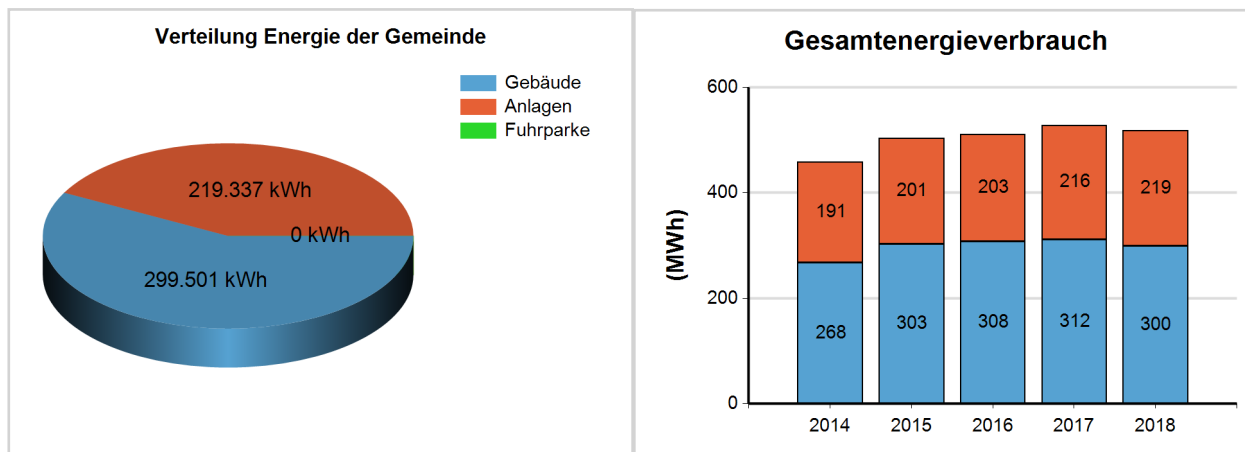 Verteilung Energie der Gemeinde
Gebäude
Anlagen
Fuhrparke
219.337 kWh
0 kWh
299.501 kWh
Gesamtenergieverbrauch
(MWh)
600
400
200
0
191
201
203
216
219
268
303
308
312
300
2014
2015
2016
2017
2018